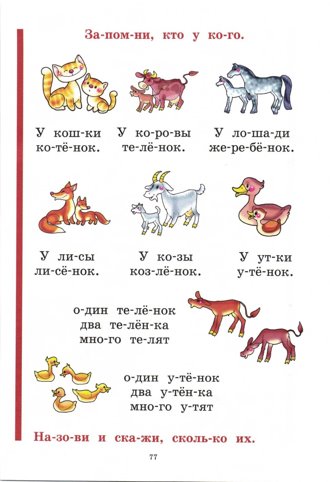 За-пом-ни, кто у ко-го.
У кош-ки
ко-тё-нок.
У ко-ро-вы
те-лё-нок.
У ло-ша-ди
же-ре-бё-нок.
У ли-сы
ли-сё-нок.
У ко-зы
коз-лё-нок.
У ут-ки
у-тё-нок.
о-дин те-лё-нок
два те-лён-ка
мно-го те-лят
о-дин у-тё-нок
два у-тён-ка
мно-го у-тят
На-зо-ви и ска-жи, сколь-ко их.
77